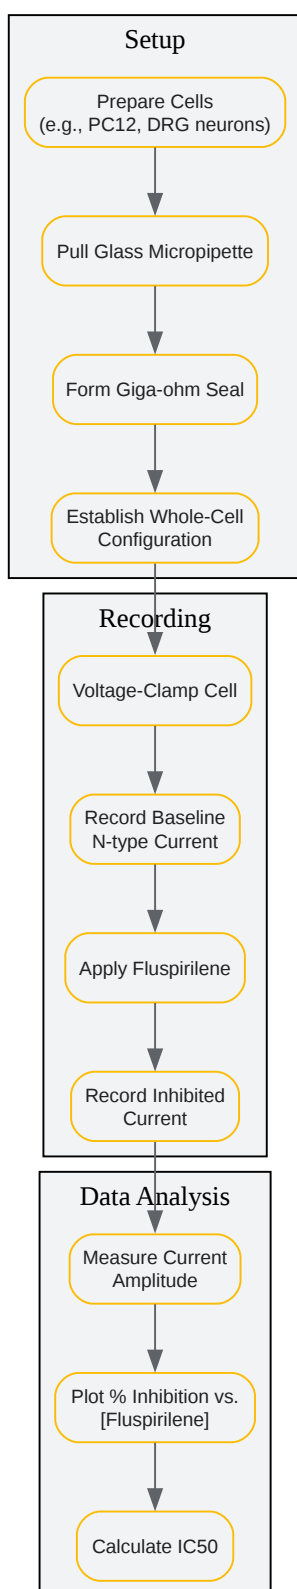 Setup
Prepare Cells
(e.g., PC12, DRG neurons)
Pull Glass Micropipette
Form Giga-ohm Seal
Establish Whole-Cell
Configuration
Recording
Voltage-Clamp Cell
Record Baseline
N-type Current
Apply Fluspirilene
Record Inhibited
Current
Data Analysis
Measure Current
Amplitude
Plot % Inhibition vs.
[Fluspirilene]
Calculate IC50